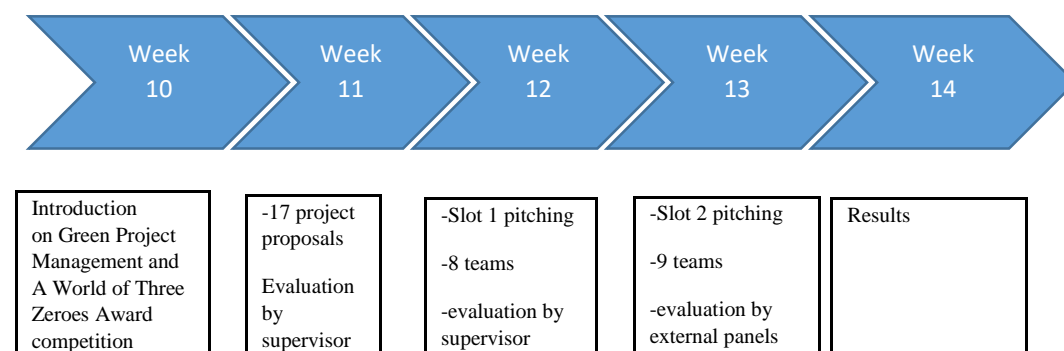 Week
10
Week
11
Week
12
Week
13
Week
14
Introduction
on Green Project
Management and
A World of Three
Zeroes Award
competition
-17 project
proposals
Evaluation
by
supervisor
-Slot 1 pitching
-8 teams
-evaluation by
supervisor
-Slot 2 pitching
-9 teams
-evaluation by
external panels
Results